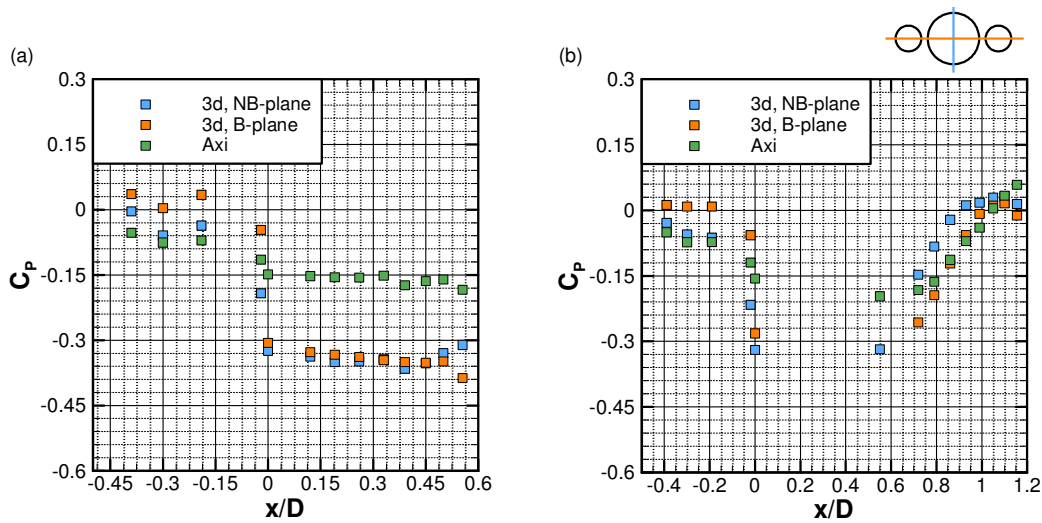 (a)
0.3
0.15
0
-0.15
-0.3
-0.45
-0.6
C_P
3d, NB-plane
3d, B-plane
Axi
-0.45 -0.3 -0.15 0 0.15 0.3 0.45 0.6
x/D
(b)
0.3
0.15
0
-0.15
-0.3
-0.45
-0.6
C_P
3d, NB-plane
3d, B-plane
Axi
-0.4 -0.2 0 0.2 0.4 0.6 0.8 1 1.2
x/D